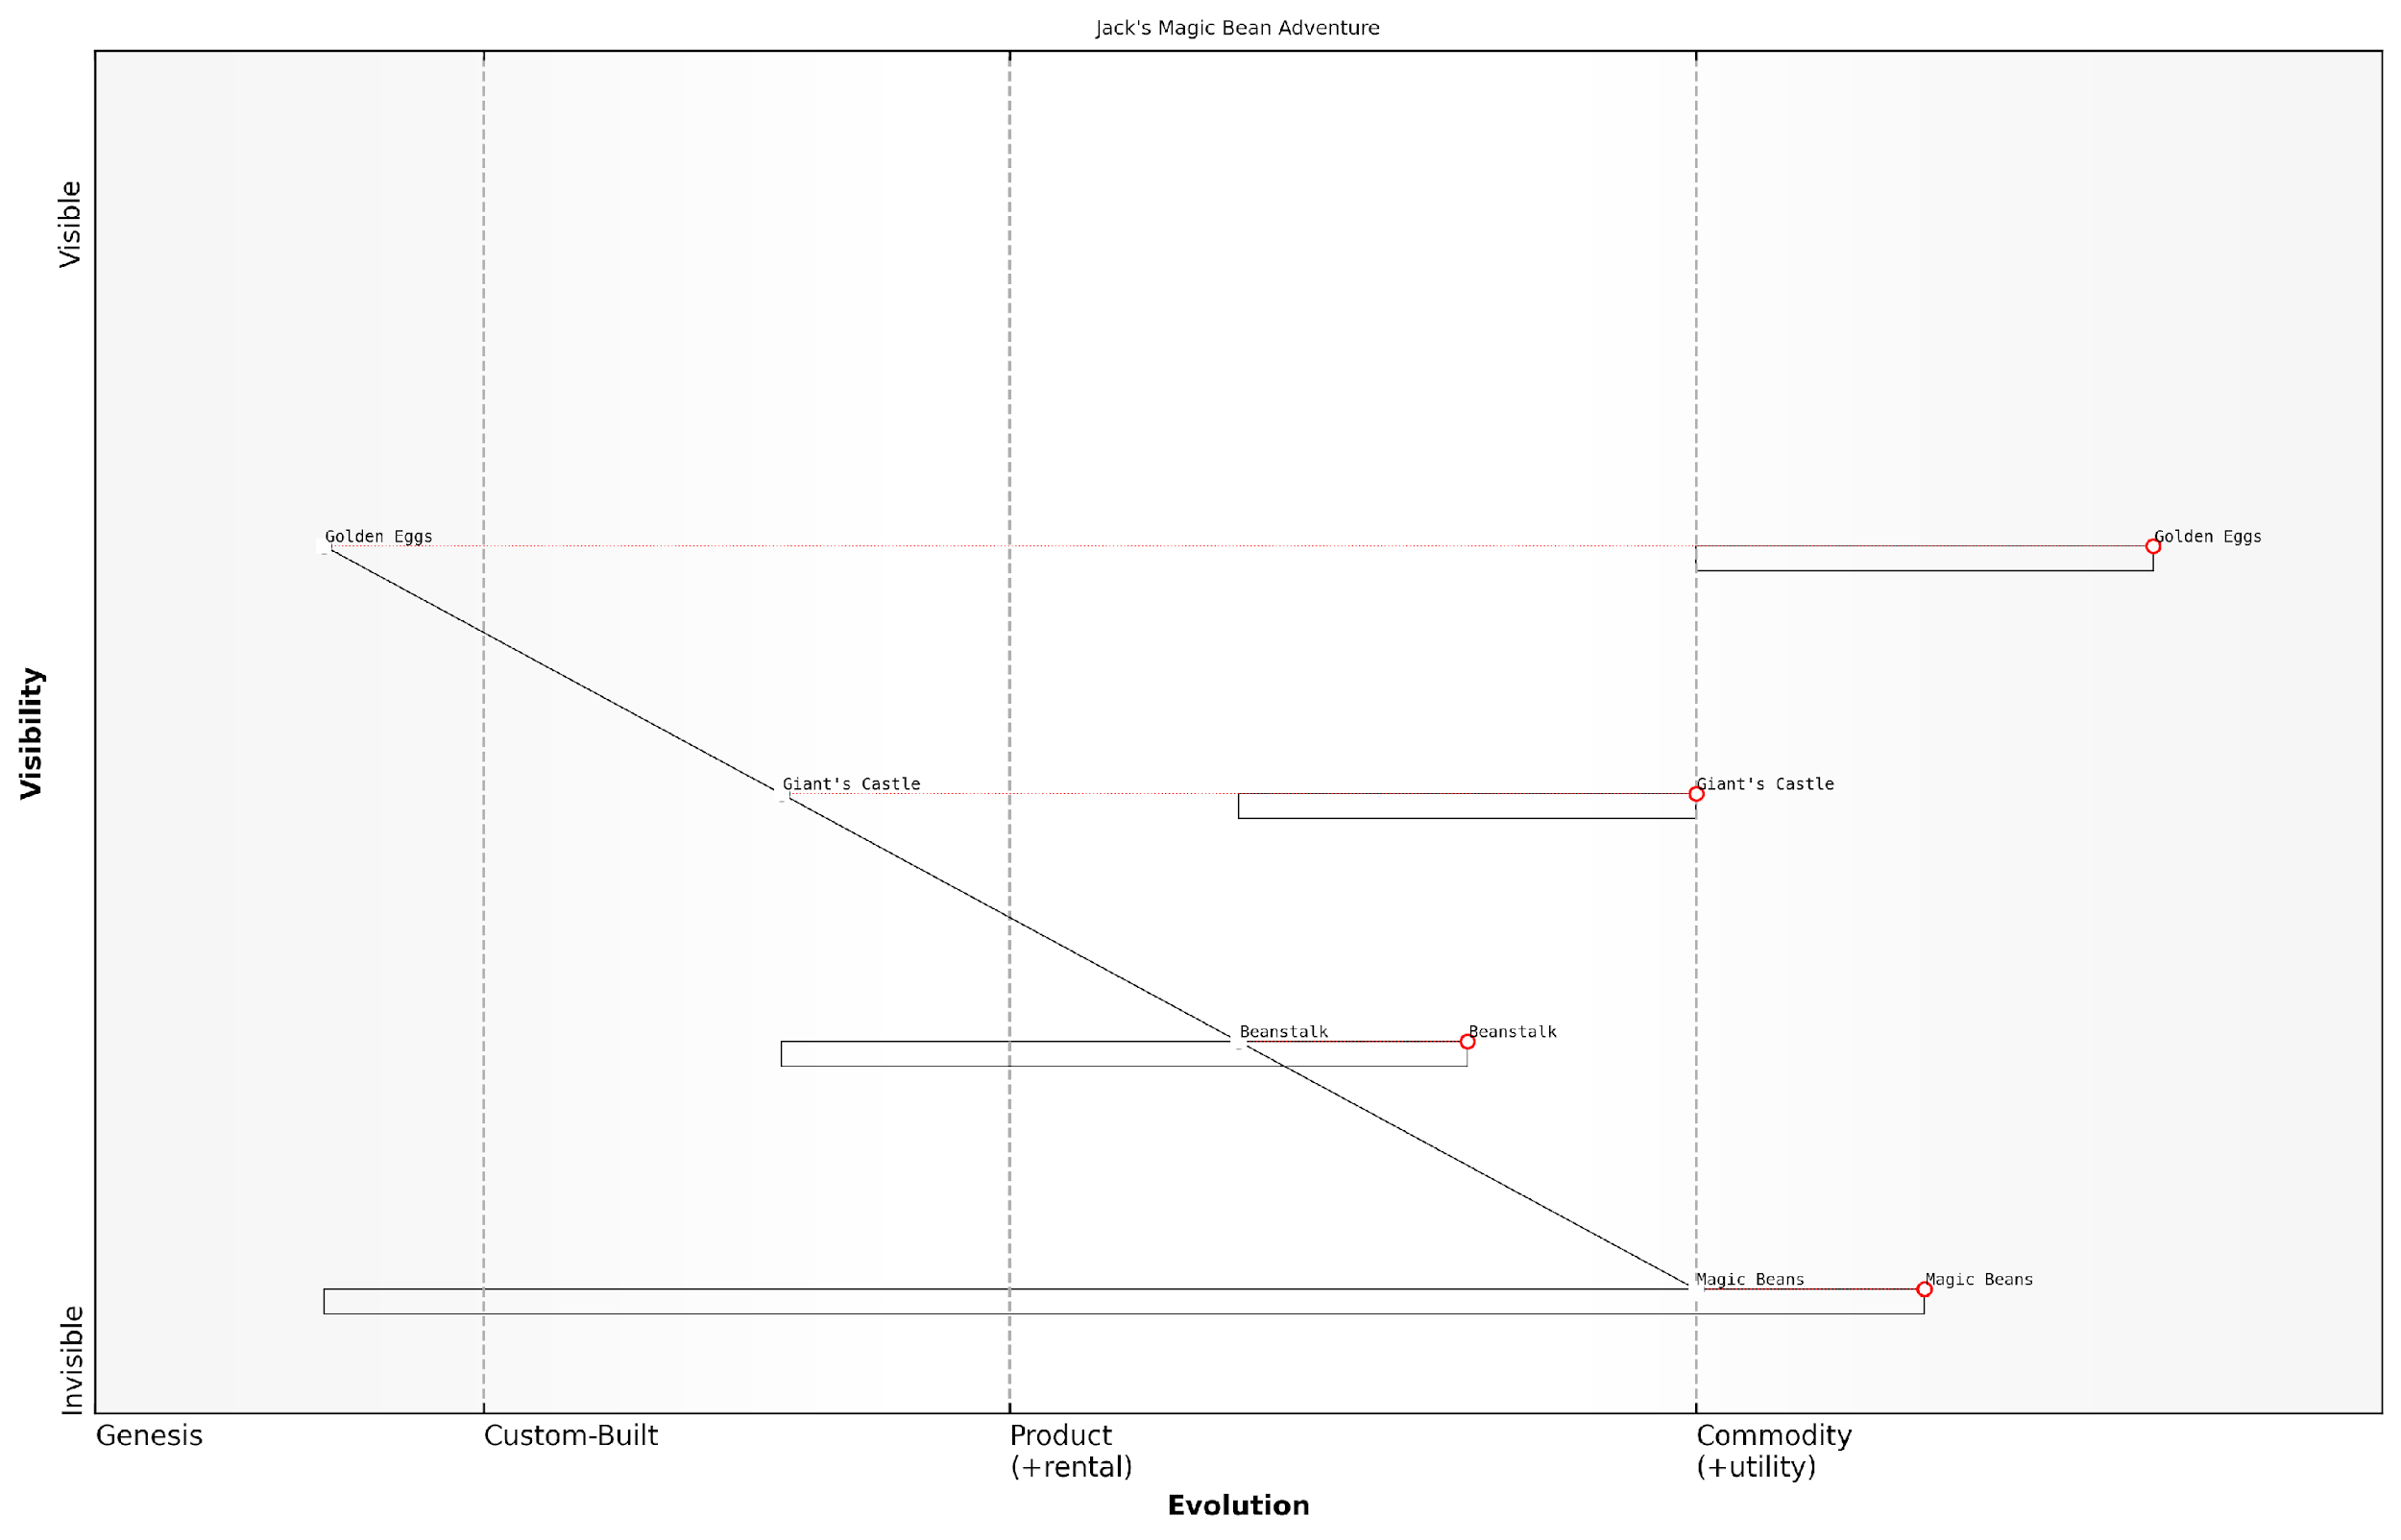 Jack's Magic Bean Adventure
Visible
Golden Eggs
Golden Eggs
Visibility
Giant's Castle
Giant's Castle
Beanstalk
Beanstalk
Magic Beans
Magic Beans
Invisible
Genesis
Custom-Built
Product
(+rental)
Commodity
(+utility)
Evolution